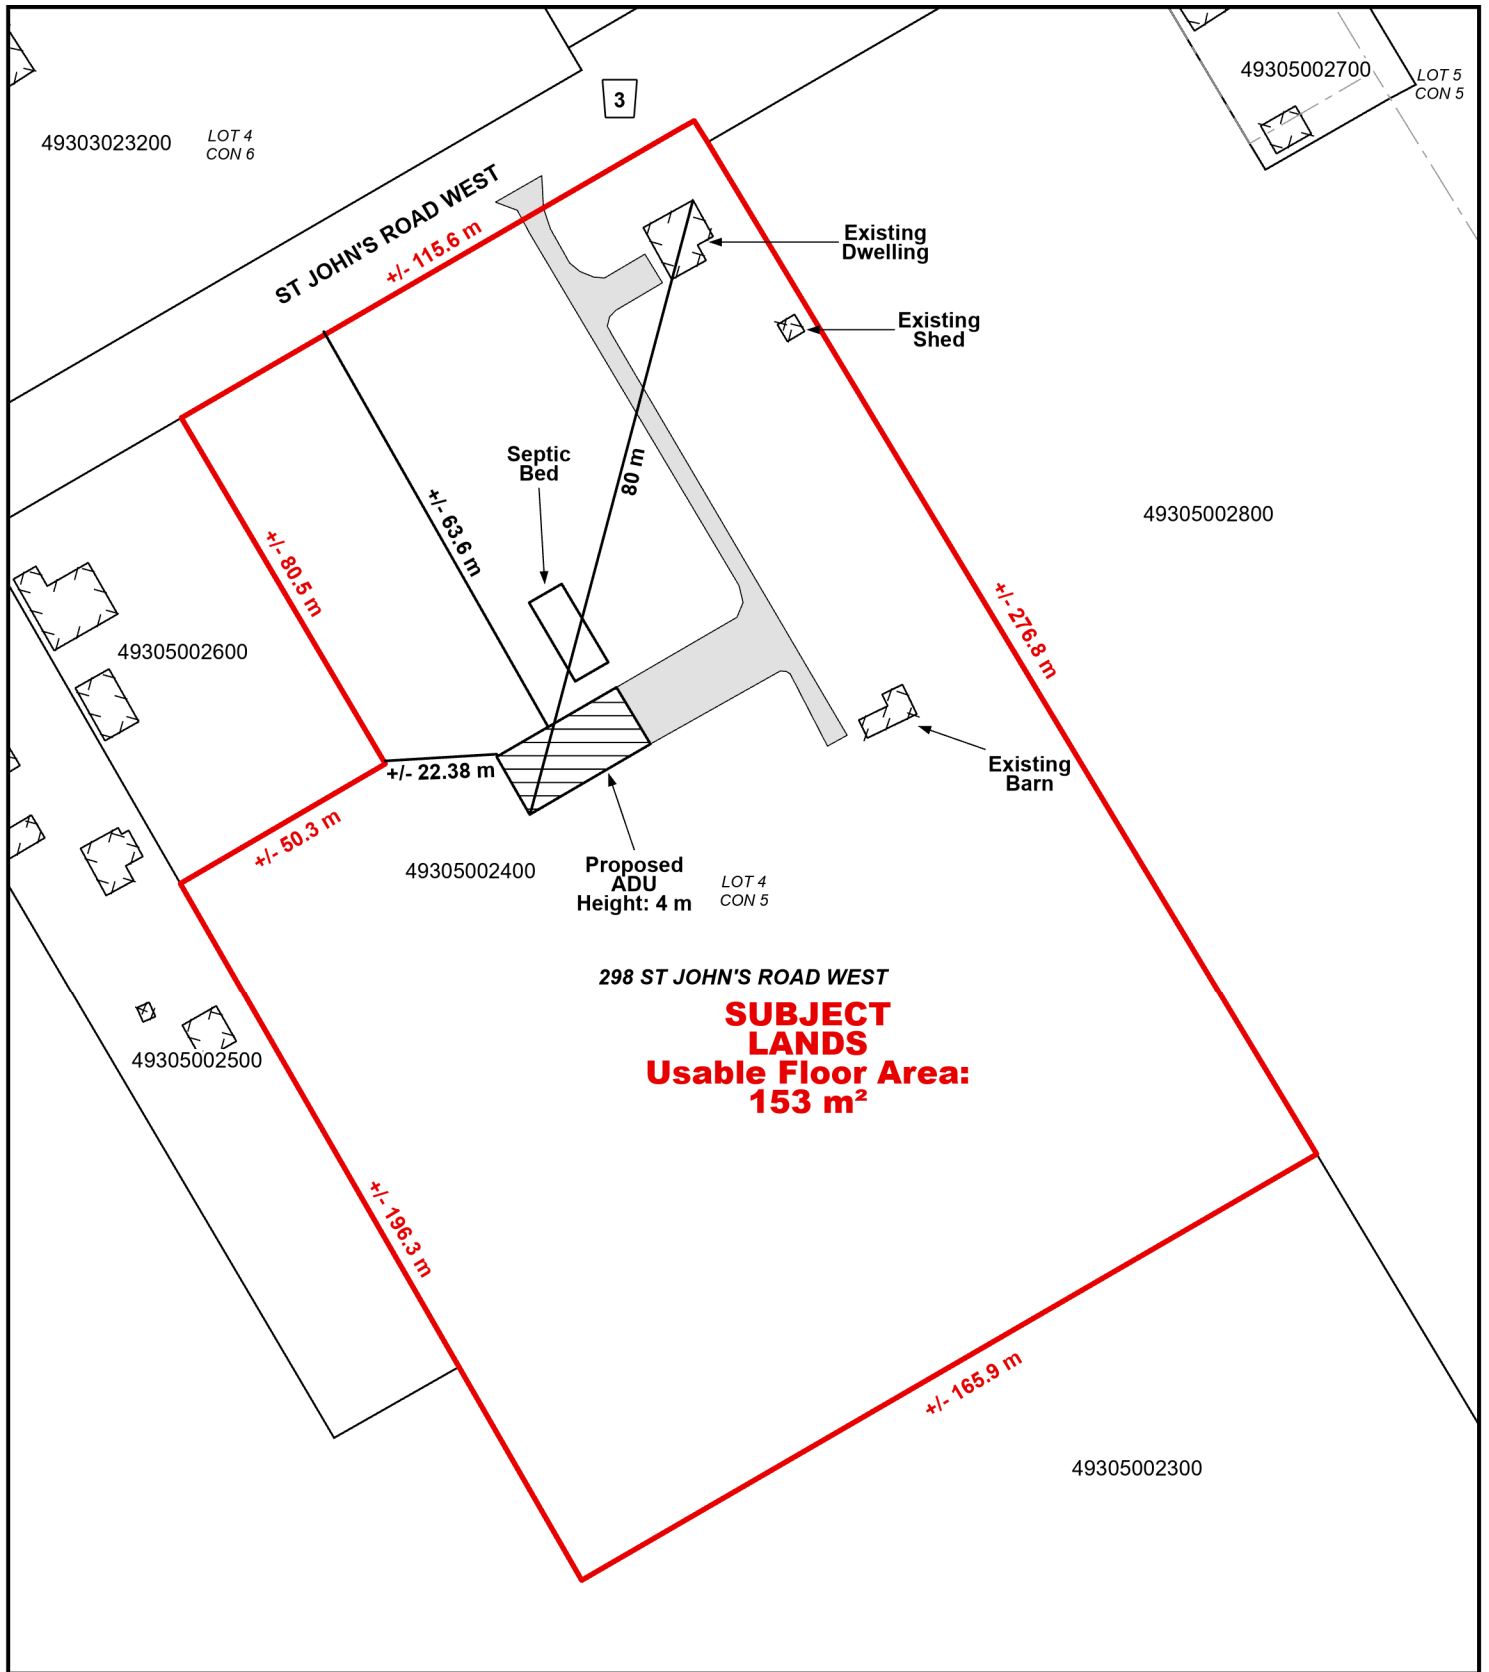 3
49305002700
LOT 5
CON 5
49303023200
LOT 4
CON 6
ST JOHN'S ROAD WEST
+/- 115.6 m
Existing
Dwelling
Existing
Shed
Septic
Bed
80 m
+/- 63.6 m
49305002800
+/- 80.5 m
+/- 276.8 m
49305002600
+/- 22.38 m
Existing
Barn
+/- 50.3 m
49305002400
Proposed
ADU
Height: 4 m
LOT 4
CON 5
298 ST JOHN'S ROAD WEST
SUBJECT
LANDS
Usable Floor Area:
153 m²
49305002500
+/- 196.3 m
+/- 165.9 m
49305002300